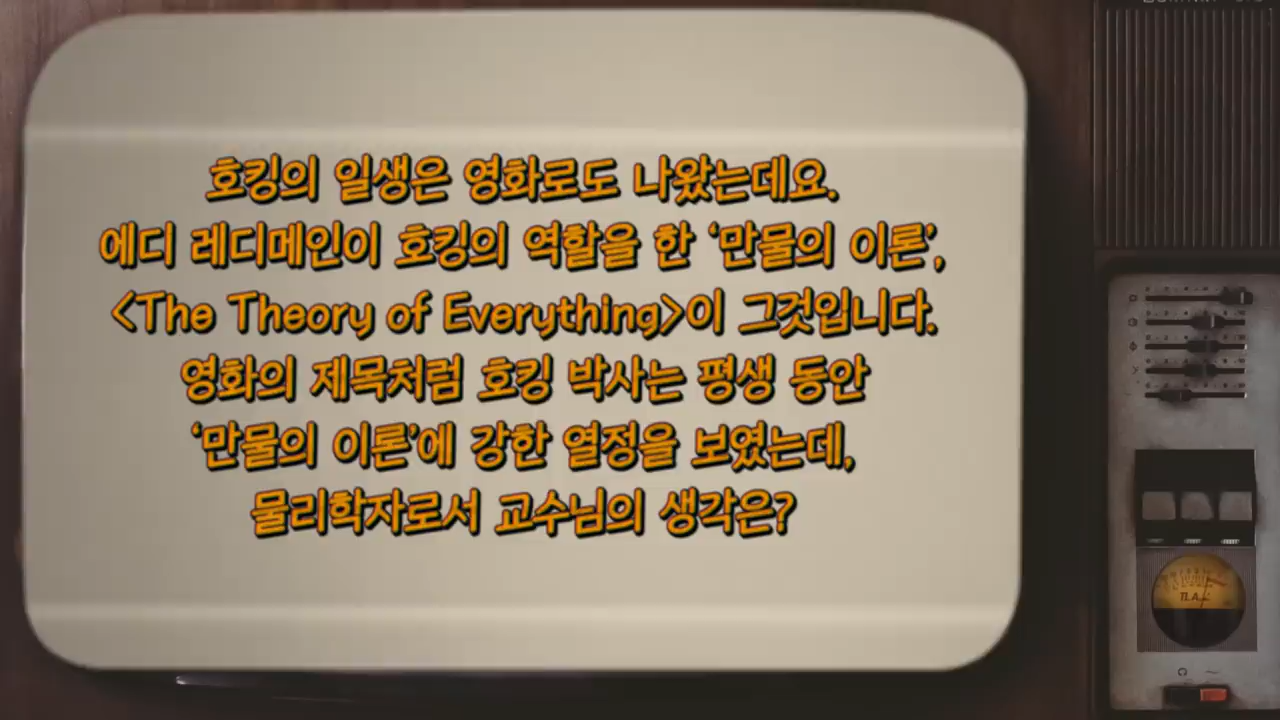 호킹의 일생은 영화로도 나왔는데요.
에디 레디메인이 호킹의 역할을 한 ‘만물의 이론’,
<The Theory of Everything>이 그것입니다.
영화의 제목처럼 호킹 박사는 평생 동안
‘만물의 이론’에 강한 열정을 보였는데,
물리학자로서 교수님의 생각은?